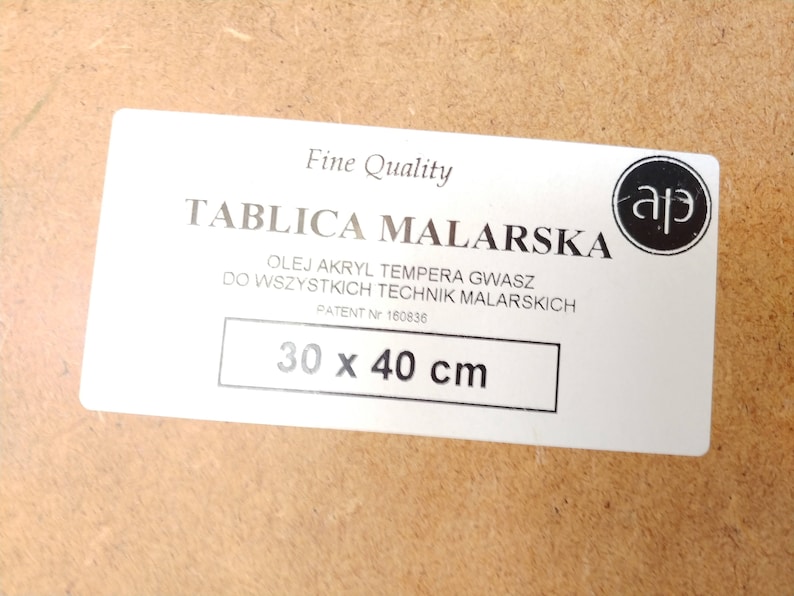 Fine Quality
ap
TABLICA MALARSKA
OLEJ AKRYL TEMPERA GWASZ
DO WSZYSTKICH TECHNIK MALARSKICH
PATENT Nr 160836
30 x 40 cm